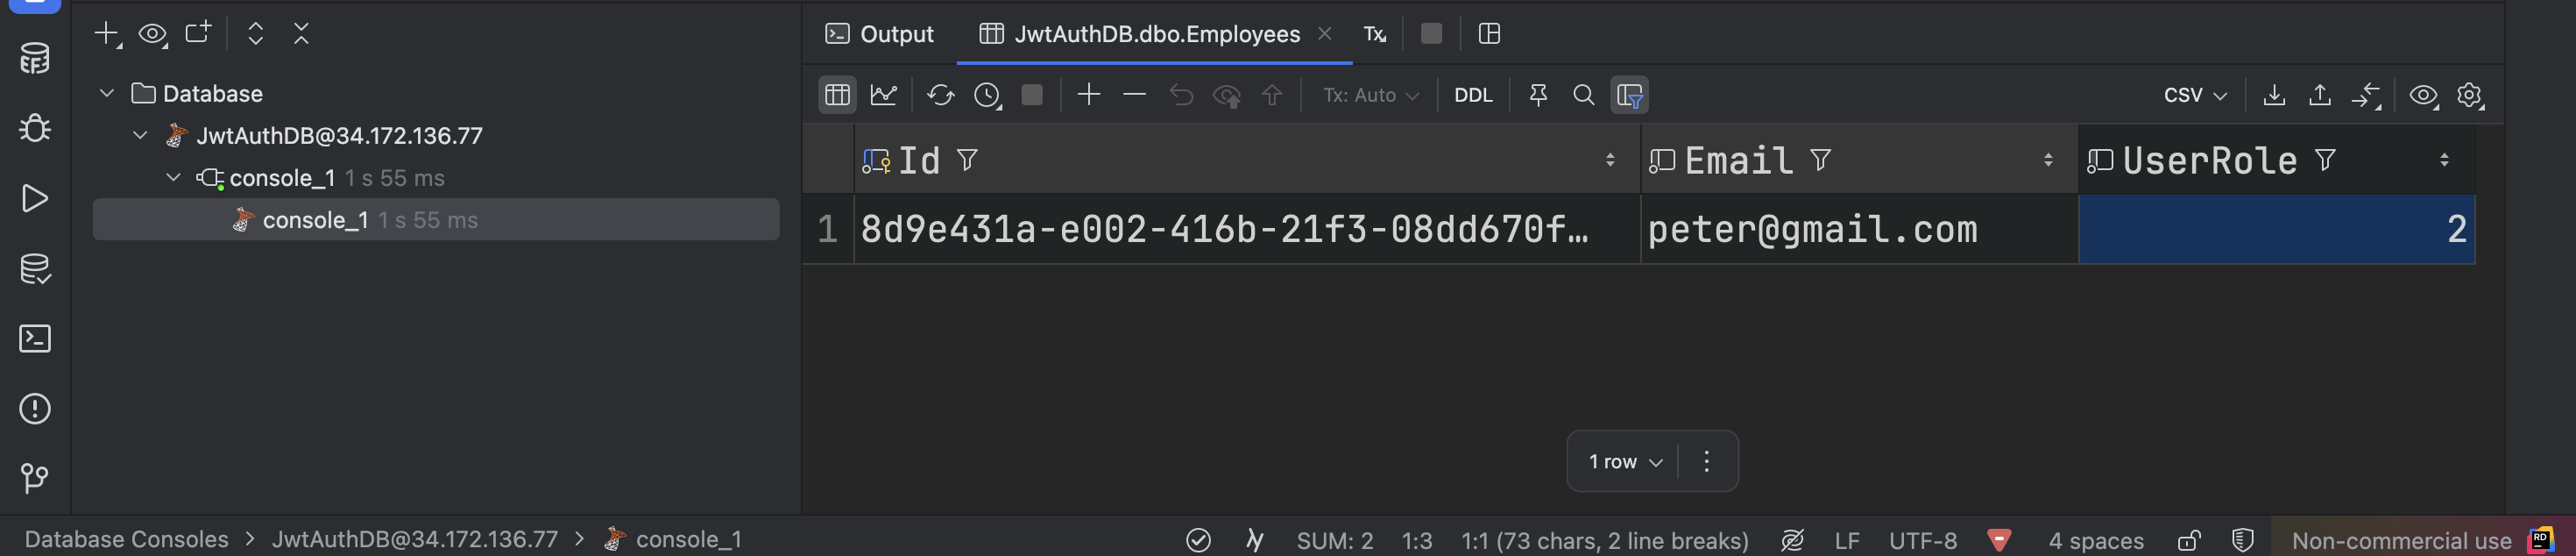 Output
JwtAuthDB.dbo.Employees
Tx
Database
Tx: Auto
DDL
CSV
JwtAuthDB@34.172.136.77
Id
Email
UserRole
console_1 1 s 55 ms
console_1 1 s 55 ms
1
8d9e431a-e002-416b-21f3-08dd670f…
peter@gmail.com
2
1 row
Database Consoles
JwtAuthDB@34.172.136.77
console_1
SUM: 2
1:3
1:1 (73 chars, 2 line breaks)
LF
UTF-8
4 spaces
Non-commercial use
RD